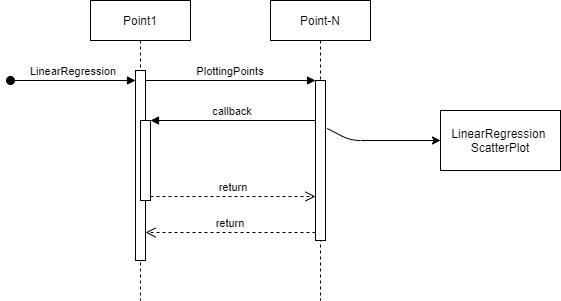 Point1
Point-N
LinearRegression
PlottingPoints
callback
LinearRegression
ScatterPlot
return
return